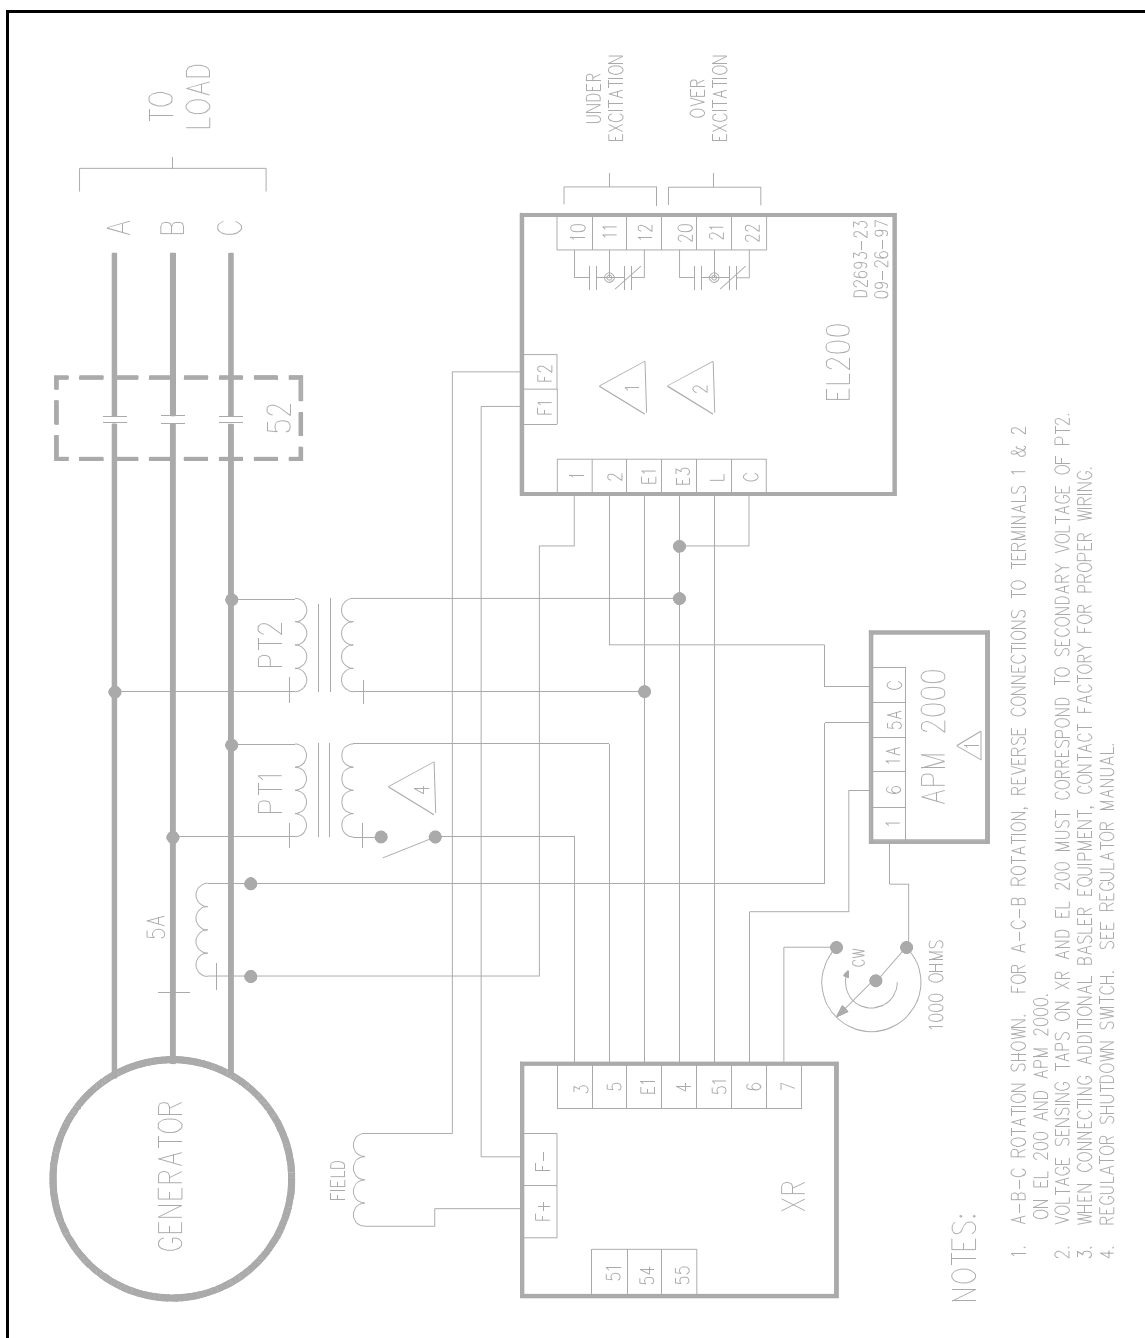 TO
LOAD
A
B
C
52
UNDER
EXCITATION
OVER
EXCITATION
10
11
12
20
21
22
D2693-23
09-26-97
F1
F2
1
2
EL200
1
2
E1
E3
L
C
PT2
PT1
4
5A
1
6
1A
5A
C
APM 2000
1
CW
1000 OHMS
GENERATOR
FIELD
F+
F-
3
5
E1
4
51
6
7
XR
51
54
55
NOTES:
1. A-B-C ROTATION SHOWN. FOR A-C-B ROTATION, REVERSE CONNECTIONS TO TERMINALS 1 & 2
ON EL 200 AND APM 2000.
2. VOLTAGE SENSING TAPS ON XR AND EL 200 MUST CORRESPOND TO SECONDARY VOLTAGE OF PT2.
3. WHEN CONNECTING ADDITIONAL BASLER EQUIPMENT, CONTACT FACTORY FOR PROPER WIRING.
4. REGULATOR SHUTDOWN SWITCH. SEE REGULATOR MANUAL.